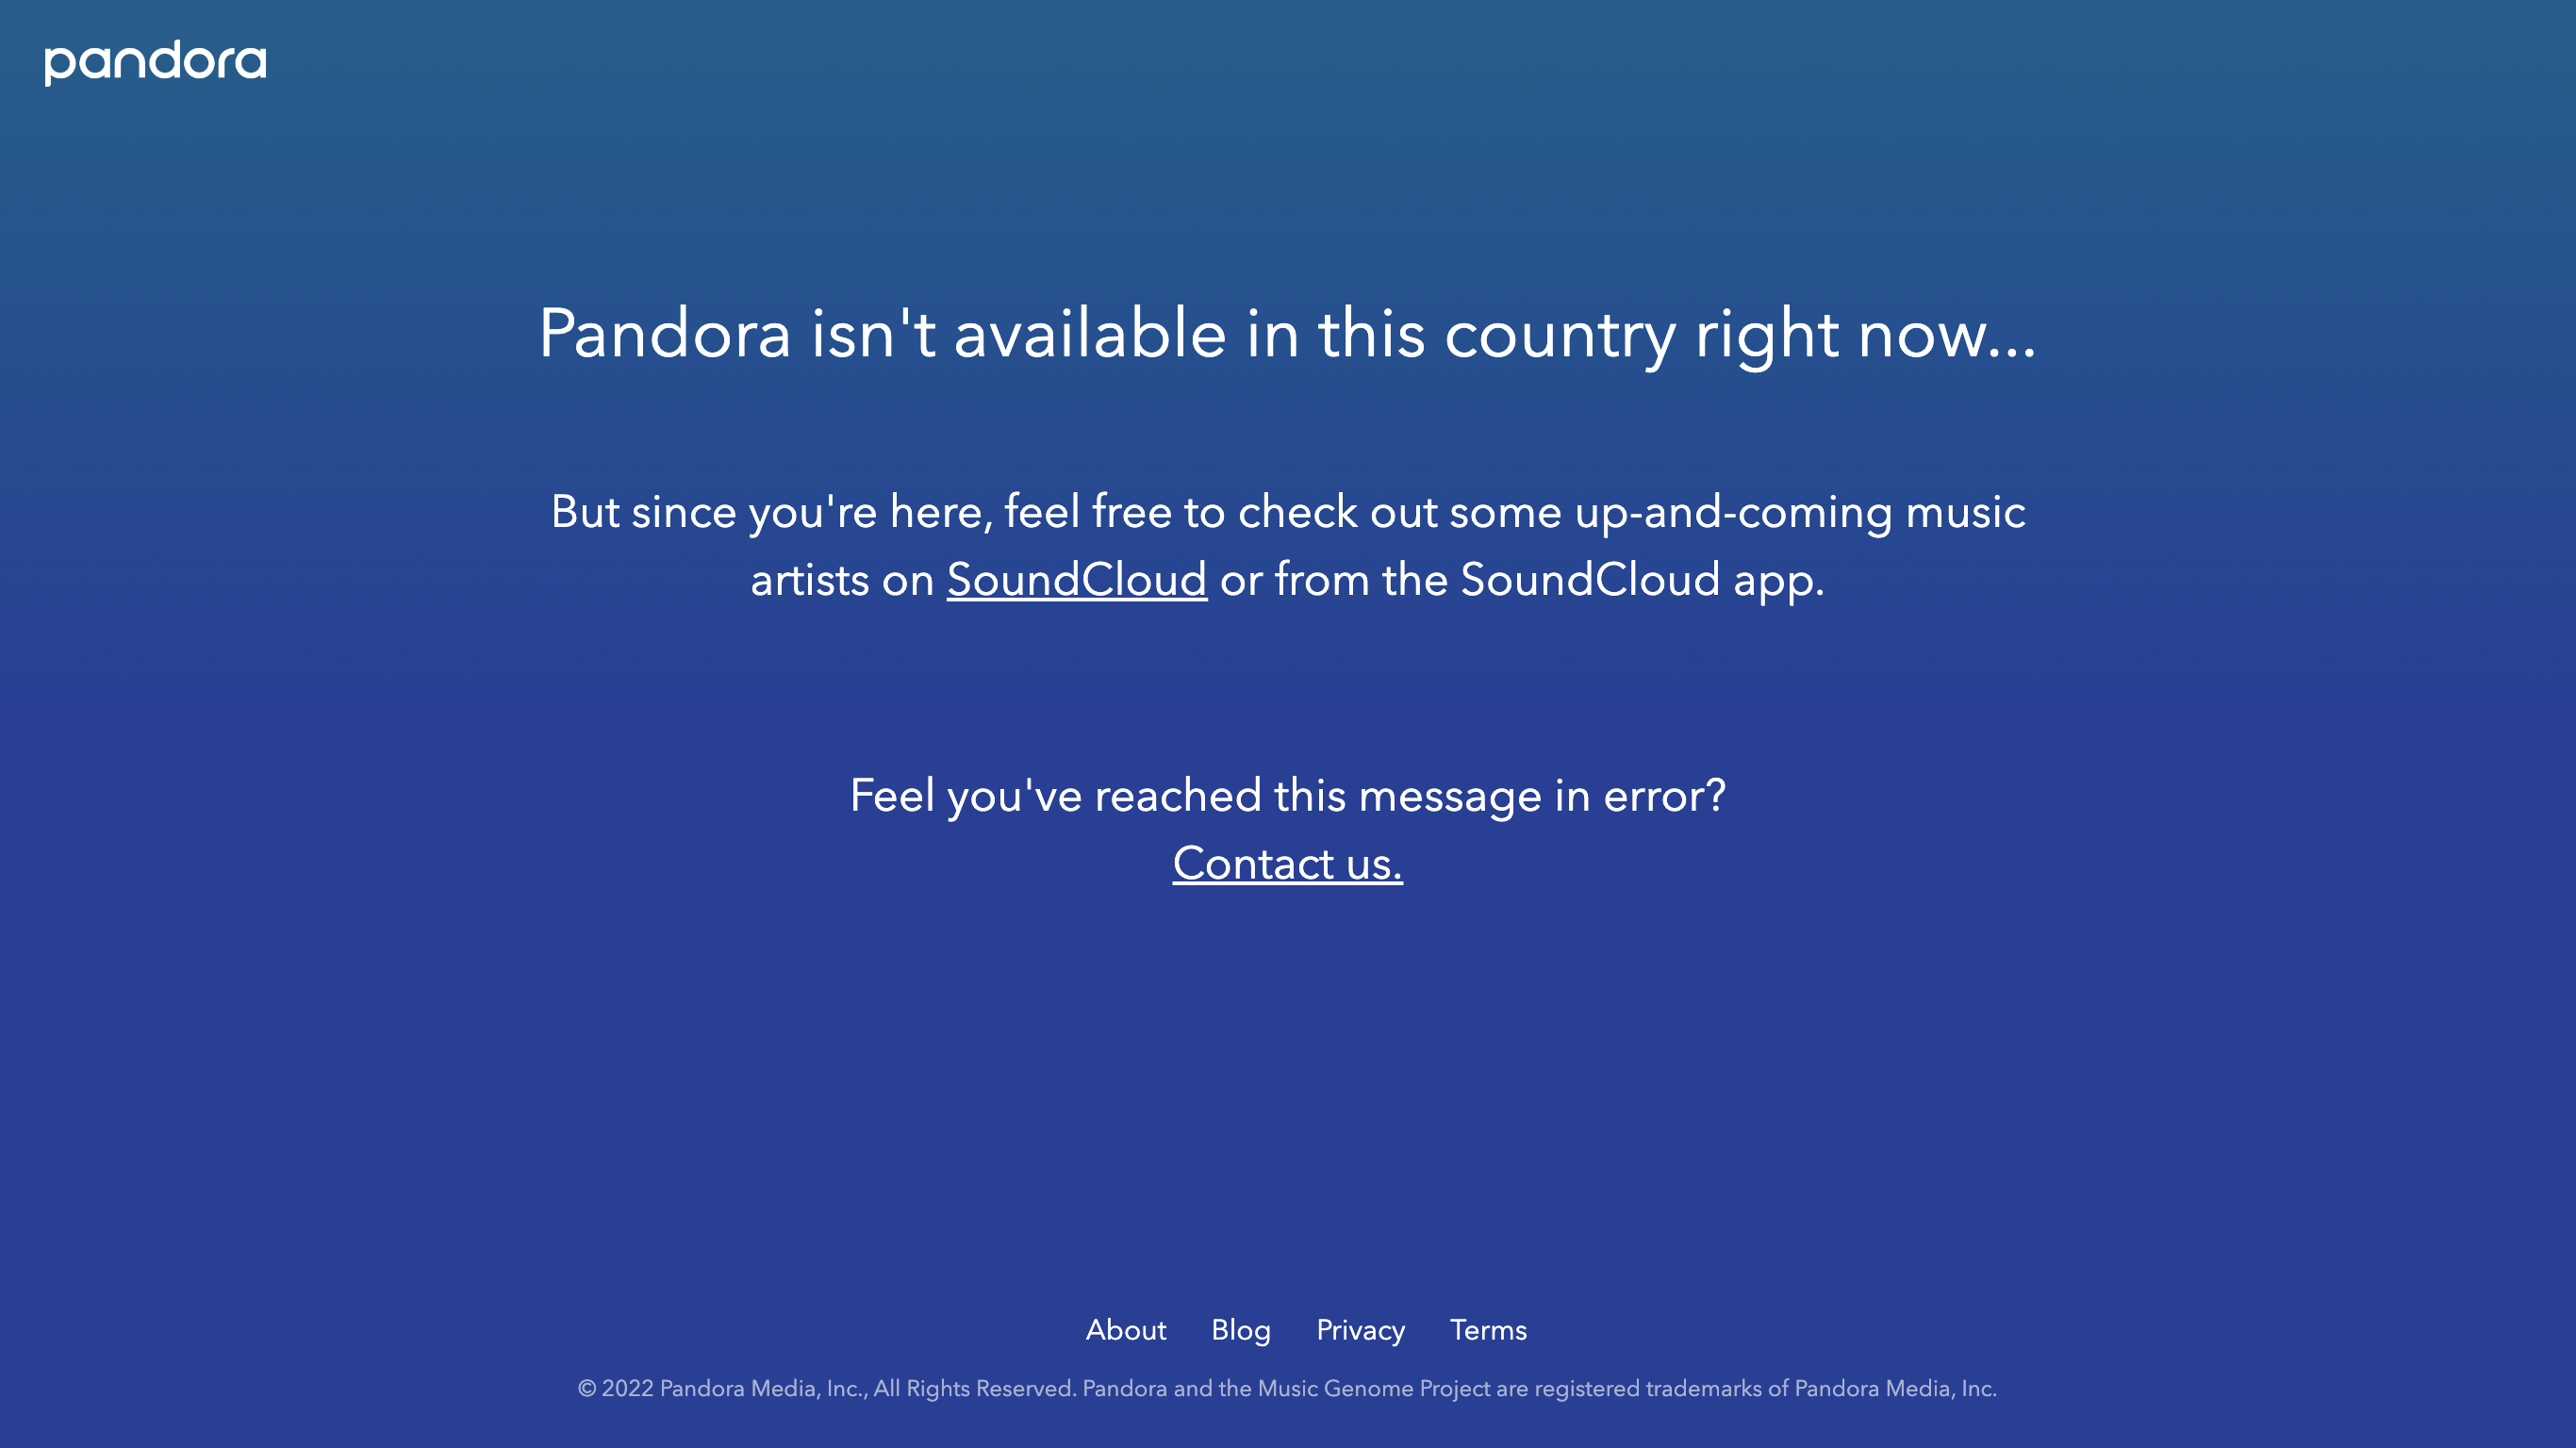 pandora
Pandora isn't available in this country right now...
But since you're here, feel free to check out some up-and-coming music
artists on SoundCloud or from the SoundCloud app.
Feel you've reached this message in error?
Contact us.
About Blog Privacy Terms
© 2022 Pandora Media, Inc., All Rights Reserved. Pandora and the Music Genome Project are registered trademarks of Pandora Media, Inc.